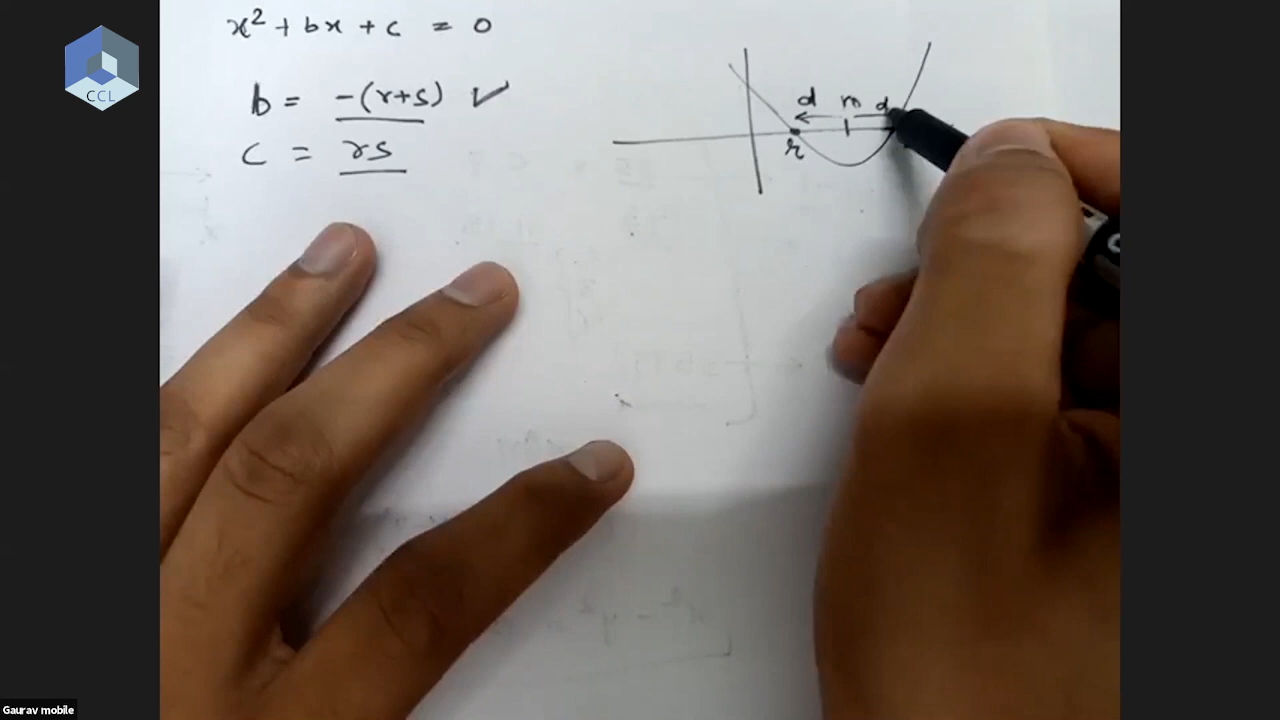 CCL
x² + bx + c = 0
b = -(r+s) ✓
c = rs
d m d
r
Gaurav mobile